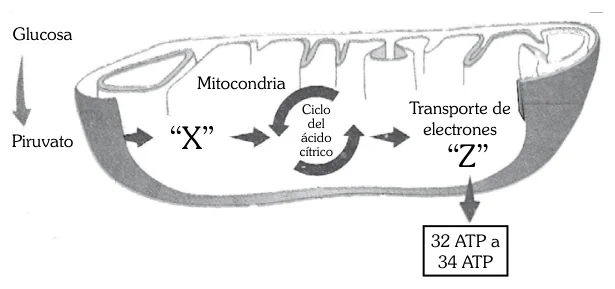 Glucosa
Piruvato
Mitocondria
“X”
Ciclo
del
ácido
cítrico
Transporte de
electrones
“Z”
32 ATP a
34 ATP